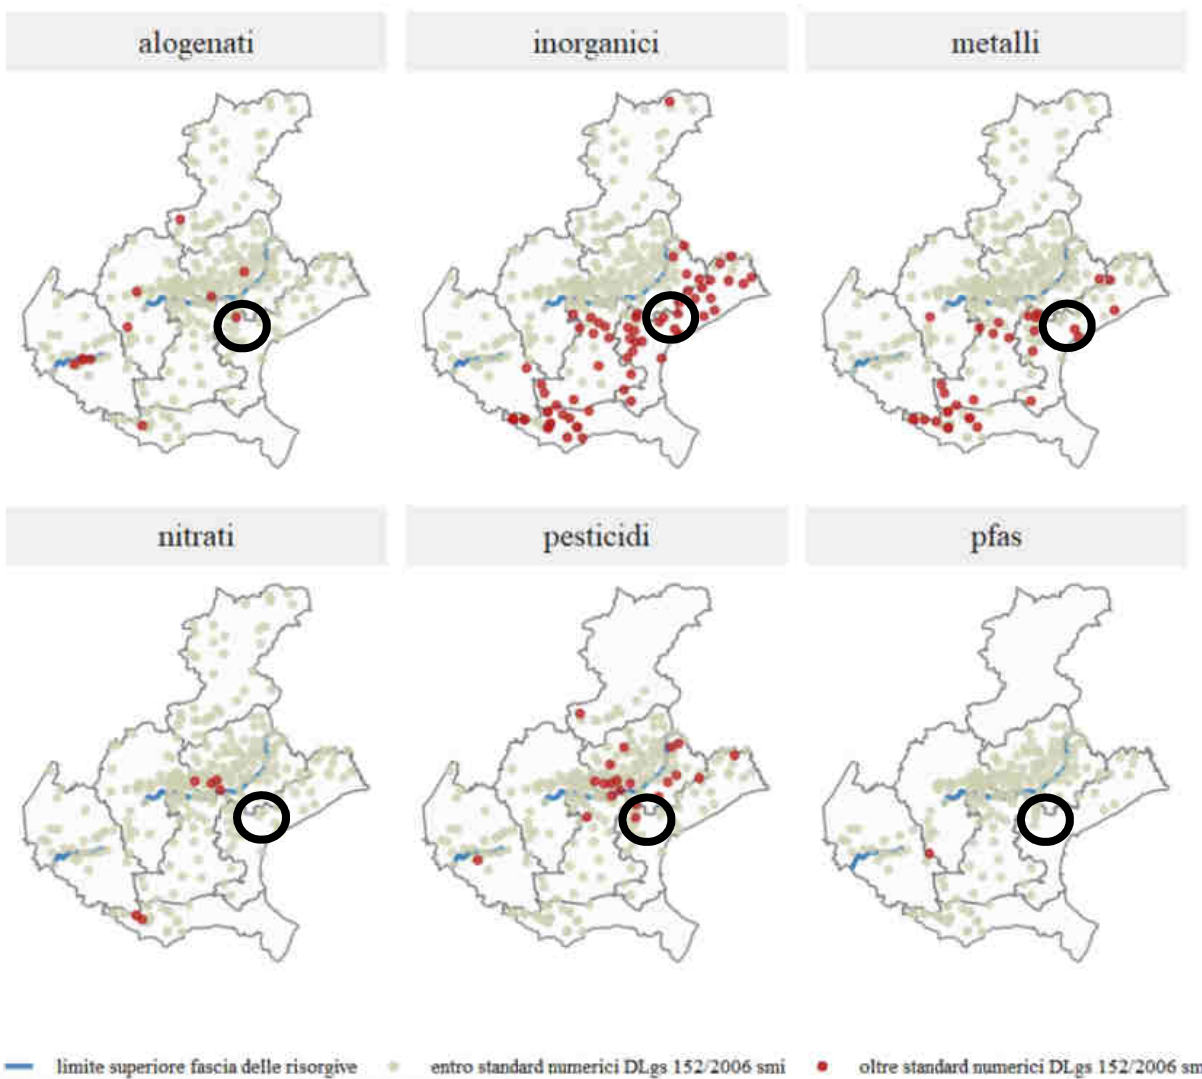 alogenati
inorganici
metalli
nitrati
pesticidi
pfas
limite superiore fascia delle risorgive
entro standard numerici DLgs 152/2006 smi
oltre standard numerici DLgs 152/2006 sm